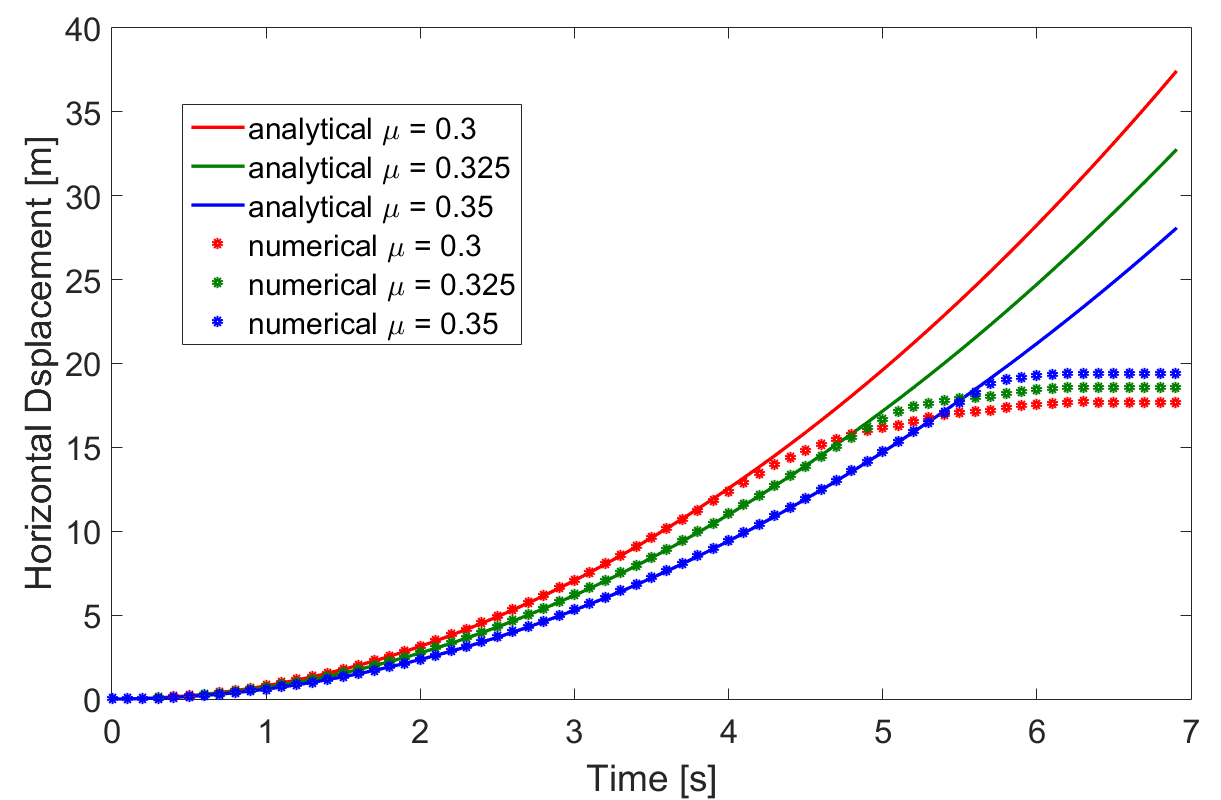 40
35
30
25
20
15
10
5
0
Horizontal Dsplacement [m]
analytical μ = 0.3
analytical μ = 0.325
analytical μ = 0.35
numerical μ = 0.3
numerical μ = 0.325
numerical μ = 0.35
0 1 2 3 4 5 6 7
Time [s]